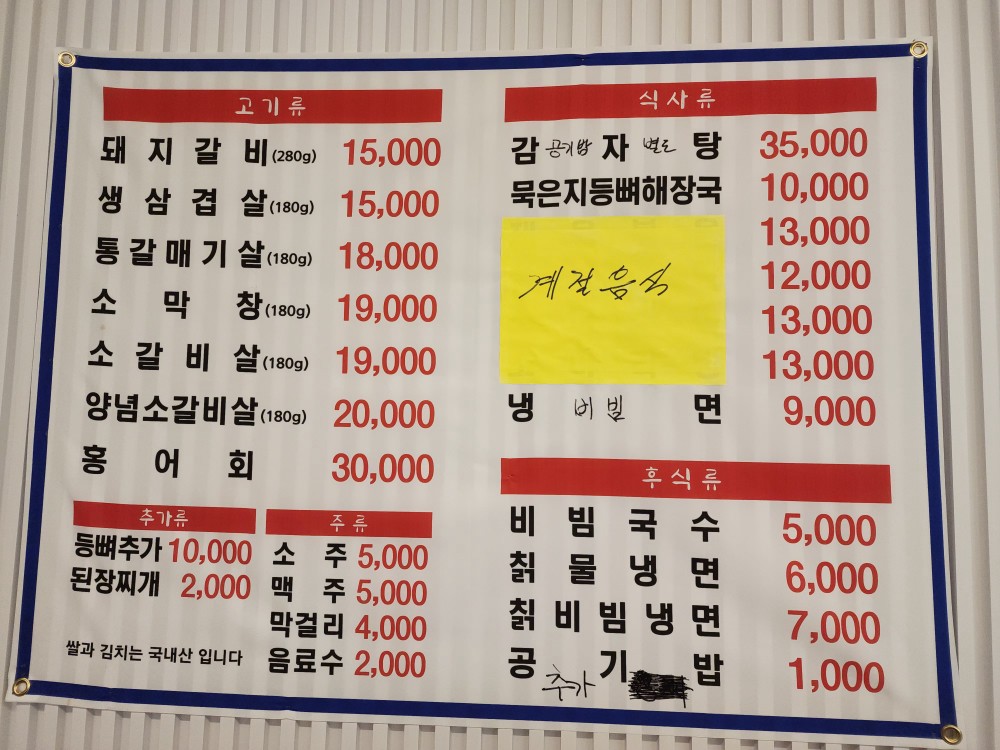 고기류
돼지갈비(280g) 15,000
생삼겹살(180g) 15,000
통갈매기살(180g) 18,000
소막창(180g) 19,000
소갈비살(180g) 19,000
양념소갈비살(180g) 20,000
홍어회 30,000
추가류
등뼈추가 10,000
된장찌개 2,000
쌀과 김치는 국내산 입니다
주류
소주 5,000
맥주 5,000
막걸리 4,000
음료수 2,000
식사류
감 공기밥 자 별도 탕 35,000
묵은지등뼈해장국 10,000
13,000
계절음식 12,000
13,000
13,000
냉 비빔 면 9,000
후식류
비빔국수 5,000
칡물냉면 6,000
칡비빔냉면 7,000
공기밥 1,000
추가